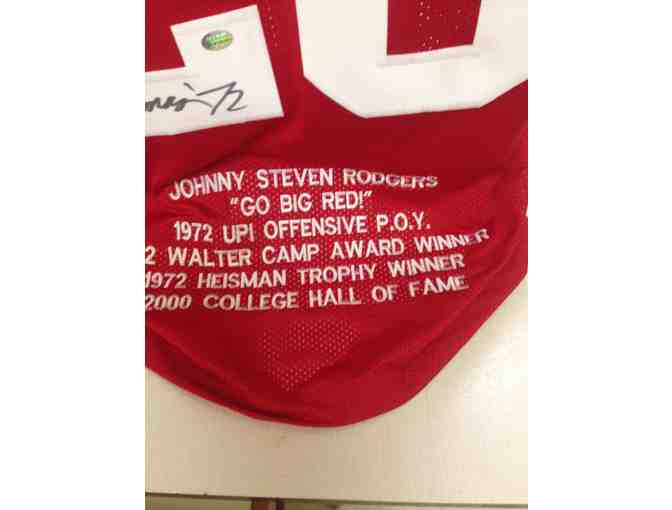 20
JOHNNY STEVEN RODGERS
"GO BIG RED!"
1972 UPI OFFENSIVE P.O.Y.
2 WALTER CAMP AWARD WINNER
1972 HEISMAN TROPHY WINNER
2000 COLLEGE HALL OF FAME